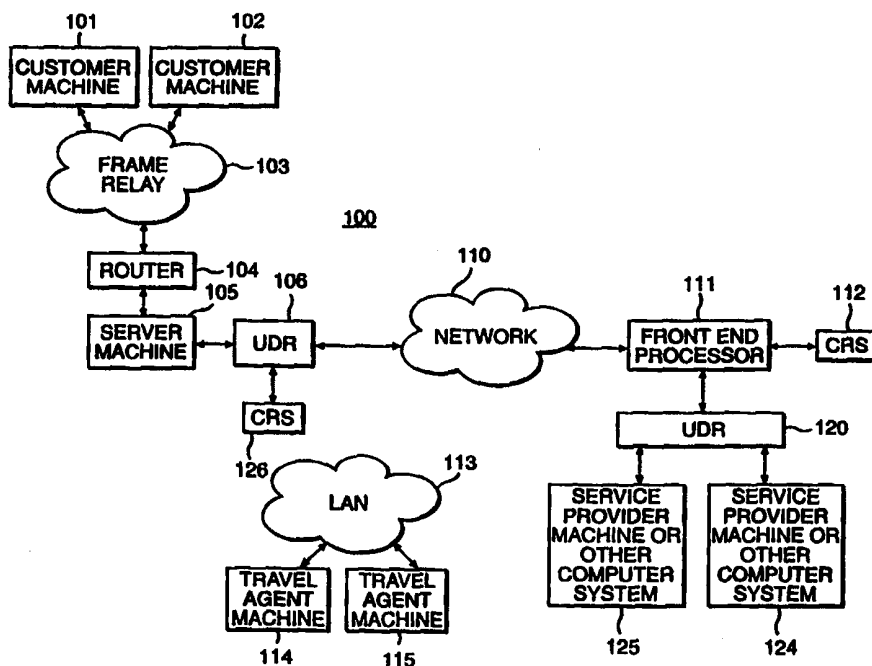 101
102
CUSTOMER
MACHINE
CUSTOMER
MACHINE
FRAME
RELAY
103
100
ROUTER
104
105
SERVER
MACHINE
106
UDR
110
NETWORK
111
FRONT END
PROCESSOR
112
CRS
CRS
126
UDR
120
113
LAN
TRAVEL
AGENT
MACHINE
TRAVEL
AGENT
MACHINE
114
115
SERVICE
PROVIDER
MACHINE OR
OTHER
COMPUTER
SYSTEM
SERVICE
PROVIDER
MACHINE OR
OTHER
COMPUTER
SYSTEM
125
124